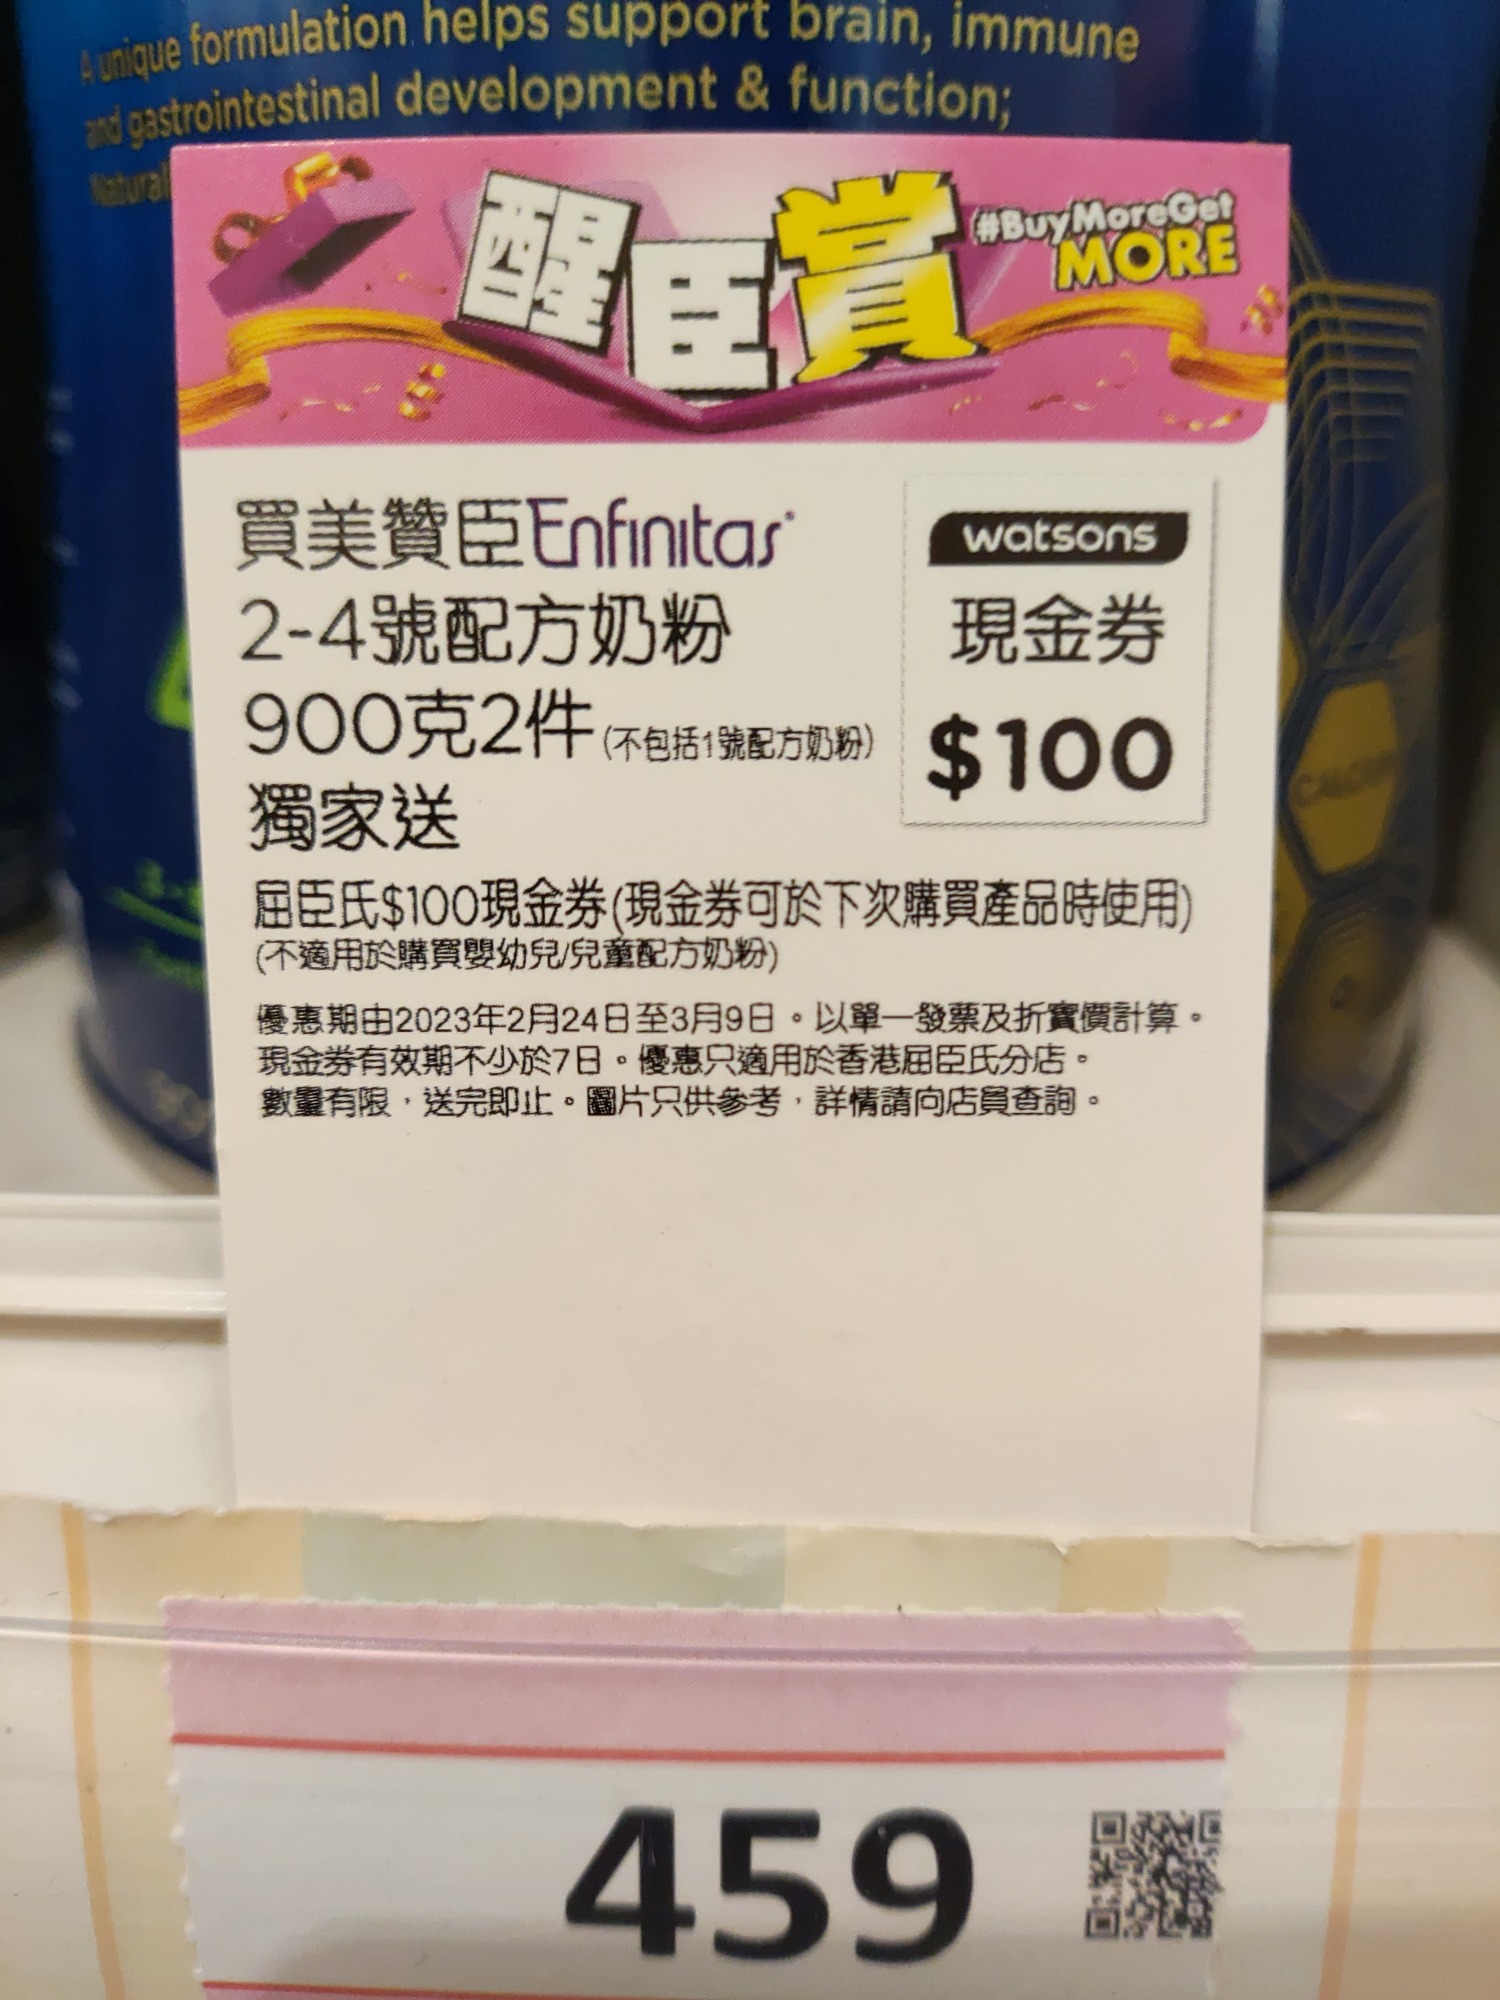 A unique formulation helps support brain, immune
and gastrointestinal development & function;
Natural
醒臣賞
#BuyMoreGet
MORE
買美贊臣Enfinitas
2-4號配方奶粉
900克2件(不包括1號配方奶粉)
獨家送
watsons
現金券
$100
屈臣氏$100現金券(現金券可於下次購買產品時使用)
(不適用於購買嬰幼兒/兒童配方奶粉)
優惠期由2023年2月24日至3月9日。以單一發票及折實價計算。
現金券有效期不少於7日。優惠只適用於香港屈臣氏分店。
數量有限，送完即止。圖片只供參考，詳情請向店員查詢。
459